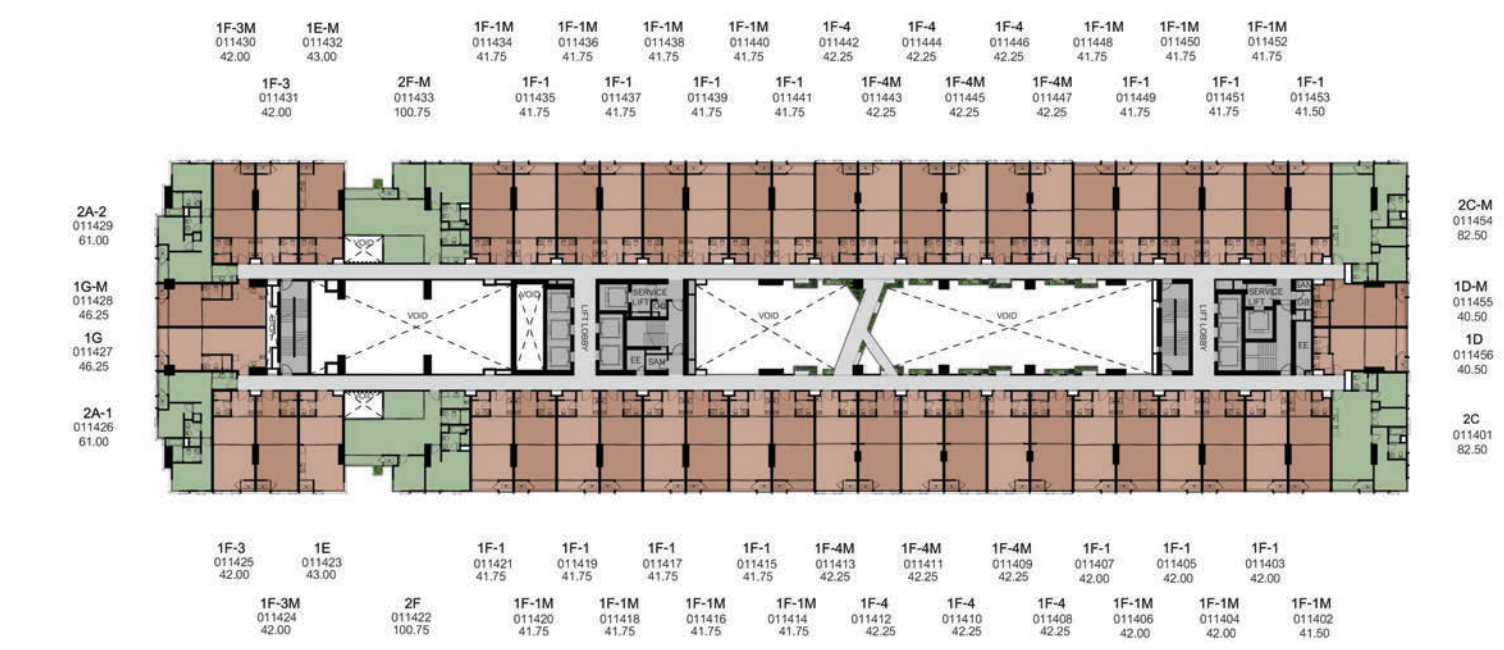 1F-3M
011430
42.00
1E-M
011432
43.00
1F-1M
011434
41.75
1F-1M
011436
41.75
1F-1M
011438
41.75
1F-1M
011440
41.75
1F-4
011442
42.25
1F-4
011444
42.25
1F-4
011446
42.25
1F-1M
011448
41.75
1F-1M
011450
41.75
1F-1M
011452
41.75
1F-3
011431
42.00
2F-M
011433
100.75
1F-1
011435
41.75
1F-1
011437
41.75
1F-1
011439
41.75
1F-1
011441
41.75
1F-4M
011443
42.25
1F-4M
011445
42.25
1F-4M
011447
42.25
1F-1
011449
41.75
1F-1
011451
41.75
1F-1
011453
41.50
2A-2
011429
61.00
2C-M
011454
82.50
VOID
1G-M
011428
46.25
1G
011427
46.25
VOID
VOID
VOID
LIFT LOBBY
SERVICE
LIFT
GB
EE
SAN
VOID
VOID
LIFT LOBBY
SERVICE
LIFT
SAN
GB
EE
1D-M
011455
40.50
1D
011456
40.50
VOID
2A-1
011426
61.00
2C
011401
82.50
1F-3
011425
42.00
1E
011423
43.00
1F-1
011421
41.75
1F-1
011419
41.75
1F-1
011417
41.75
1F-1
011415
41.75
1F-4M
011413
42.25
1F-4M
011411
42.25
1F-4M
011409
42.25
1F-1
011407
42.00
1F-1
011405
42.00
1F-1
011403
42.00
1F-3M
011424
42.00
2F
011422
100.75
1F-1M
011420
41.75
1F-1M
011418
41.75
1F-1M
011416
41.75
1F-1M
011414
41.75
1F-4
011412
42.25
1F-4
011410
42.25
1F-4
011408
42.25
1F-1M
011406
42.00
1F-1M
011404
42.00
1F-1M
011402
41.50